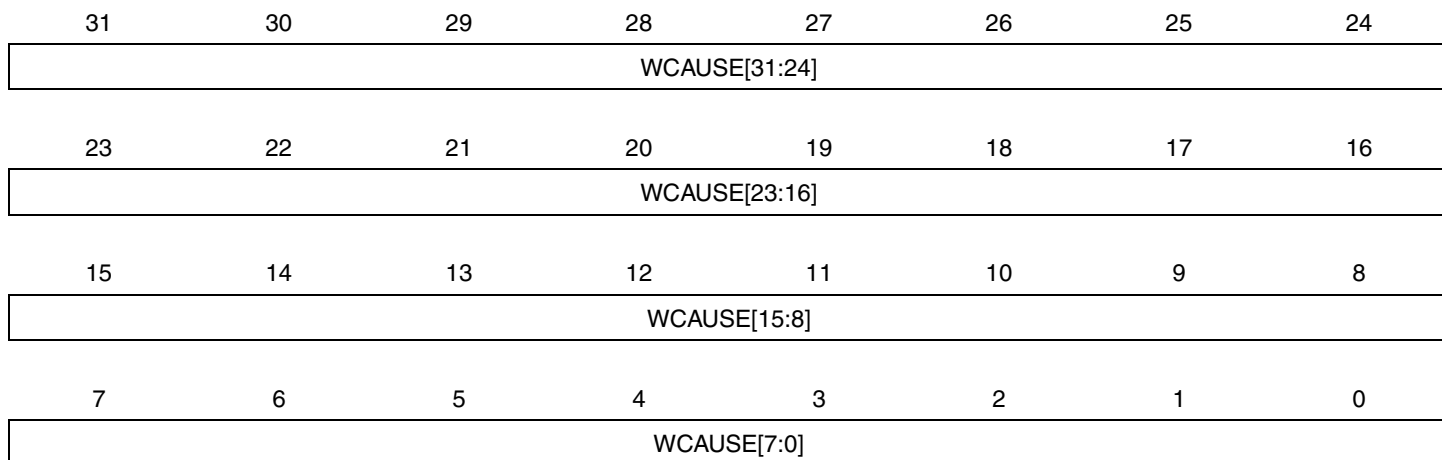 31 30 29 28 27 26 25 24
WCAUSE[31:24]
23 22 21 20 19 18 17 16
WCAUSE[23:16]
15 14 13 12 11 10 9 8
WCAUSE[15:8]
7 6 5 4 3 2 1 0
WCAUSE[7:0]